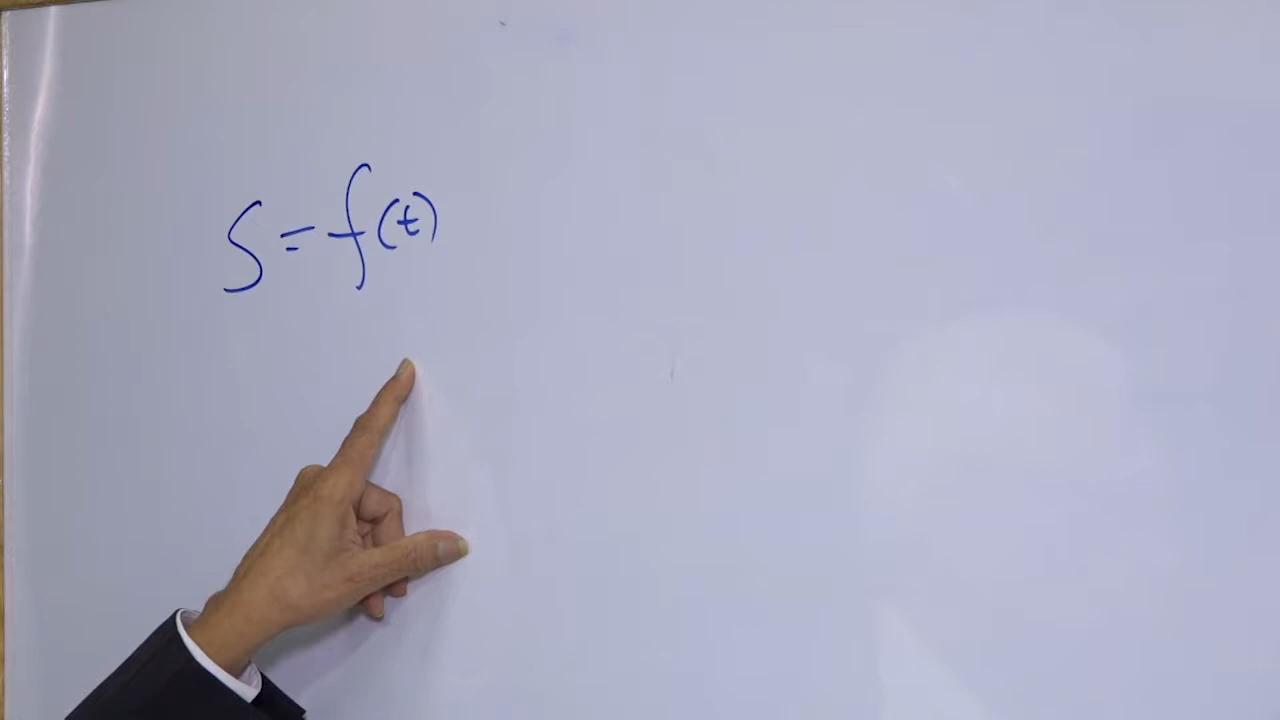 S = f(t)